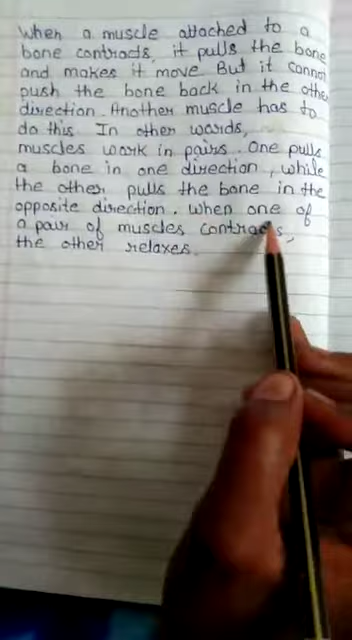 When a muscle attached to a
bone contracts, it pulls the bone
and makes it move. But it cannot
push the bone back in the othe
direction. Another muscle has to
do this In other words,
muscles work in pairs. One pulls
a bone in one direction, while
the other pulls the bone in the
opposite direction. When one of
a pair of muscles contracts,
the other relaxes.